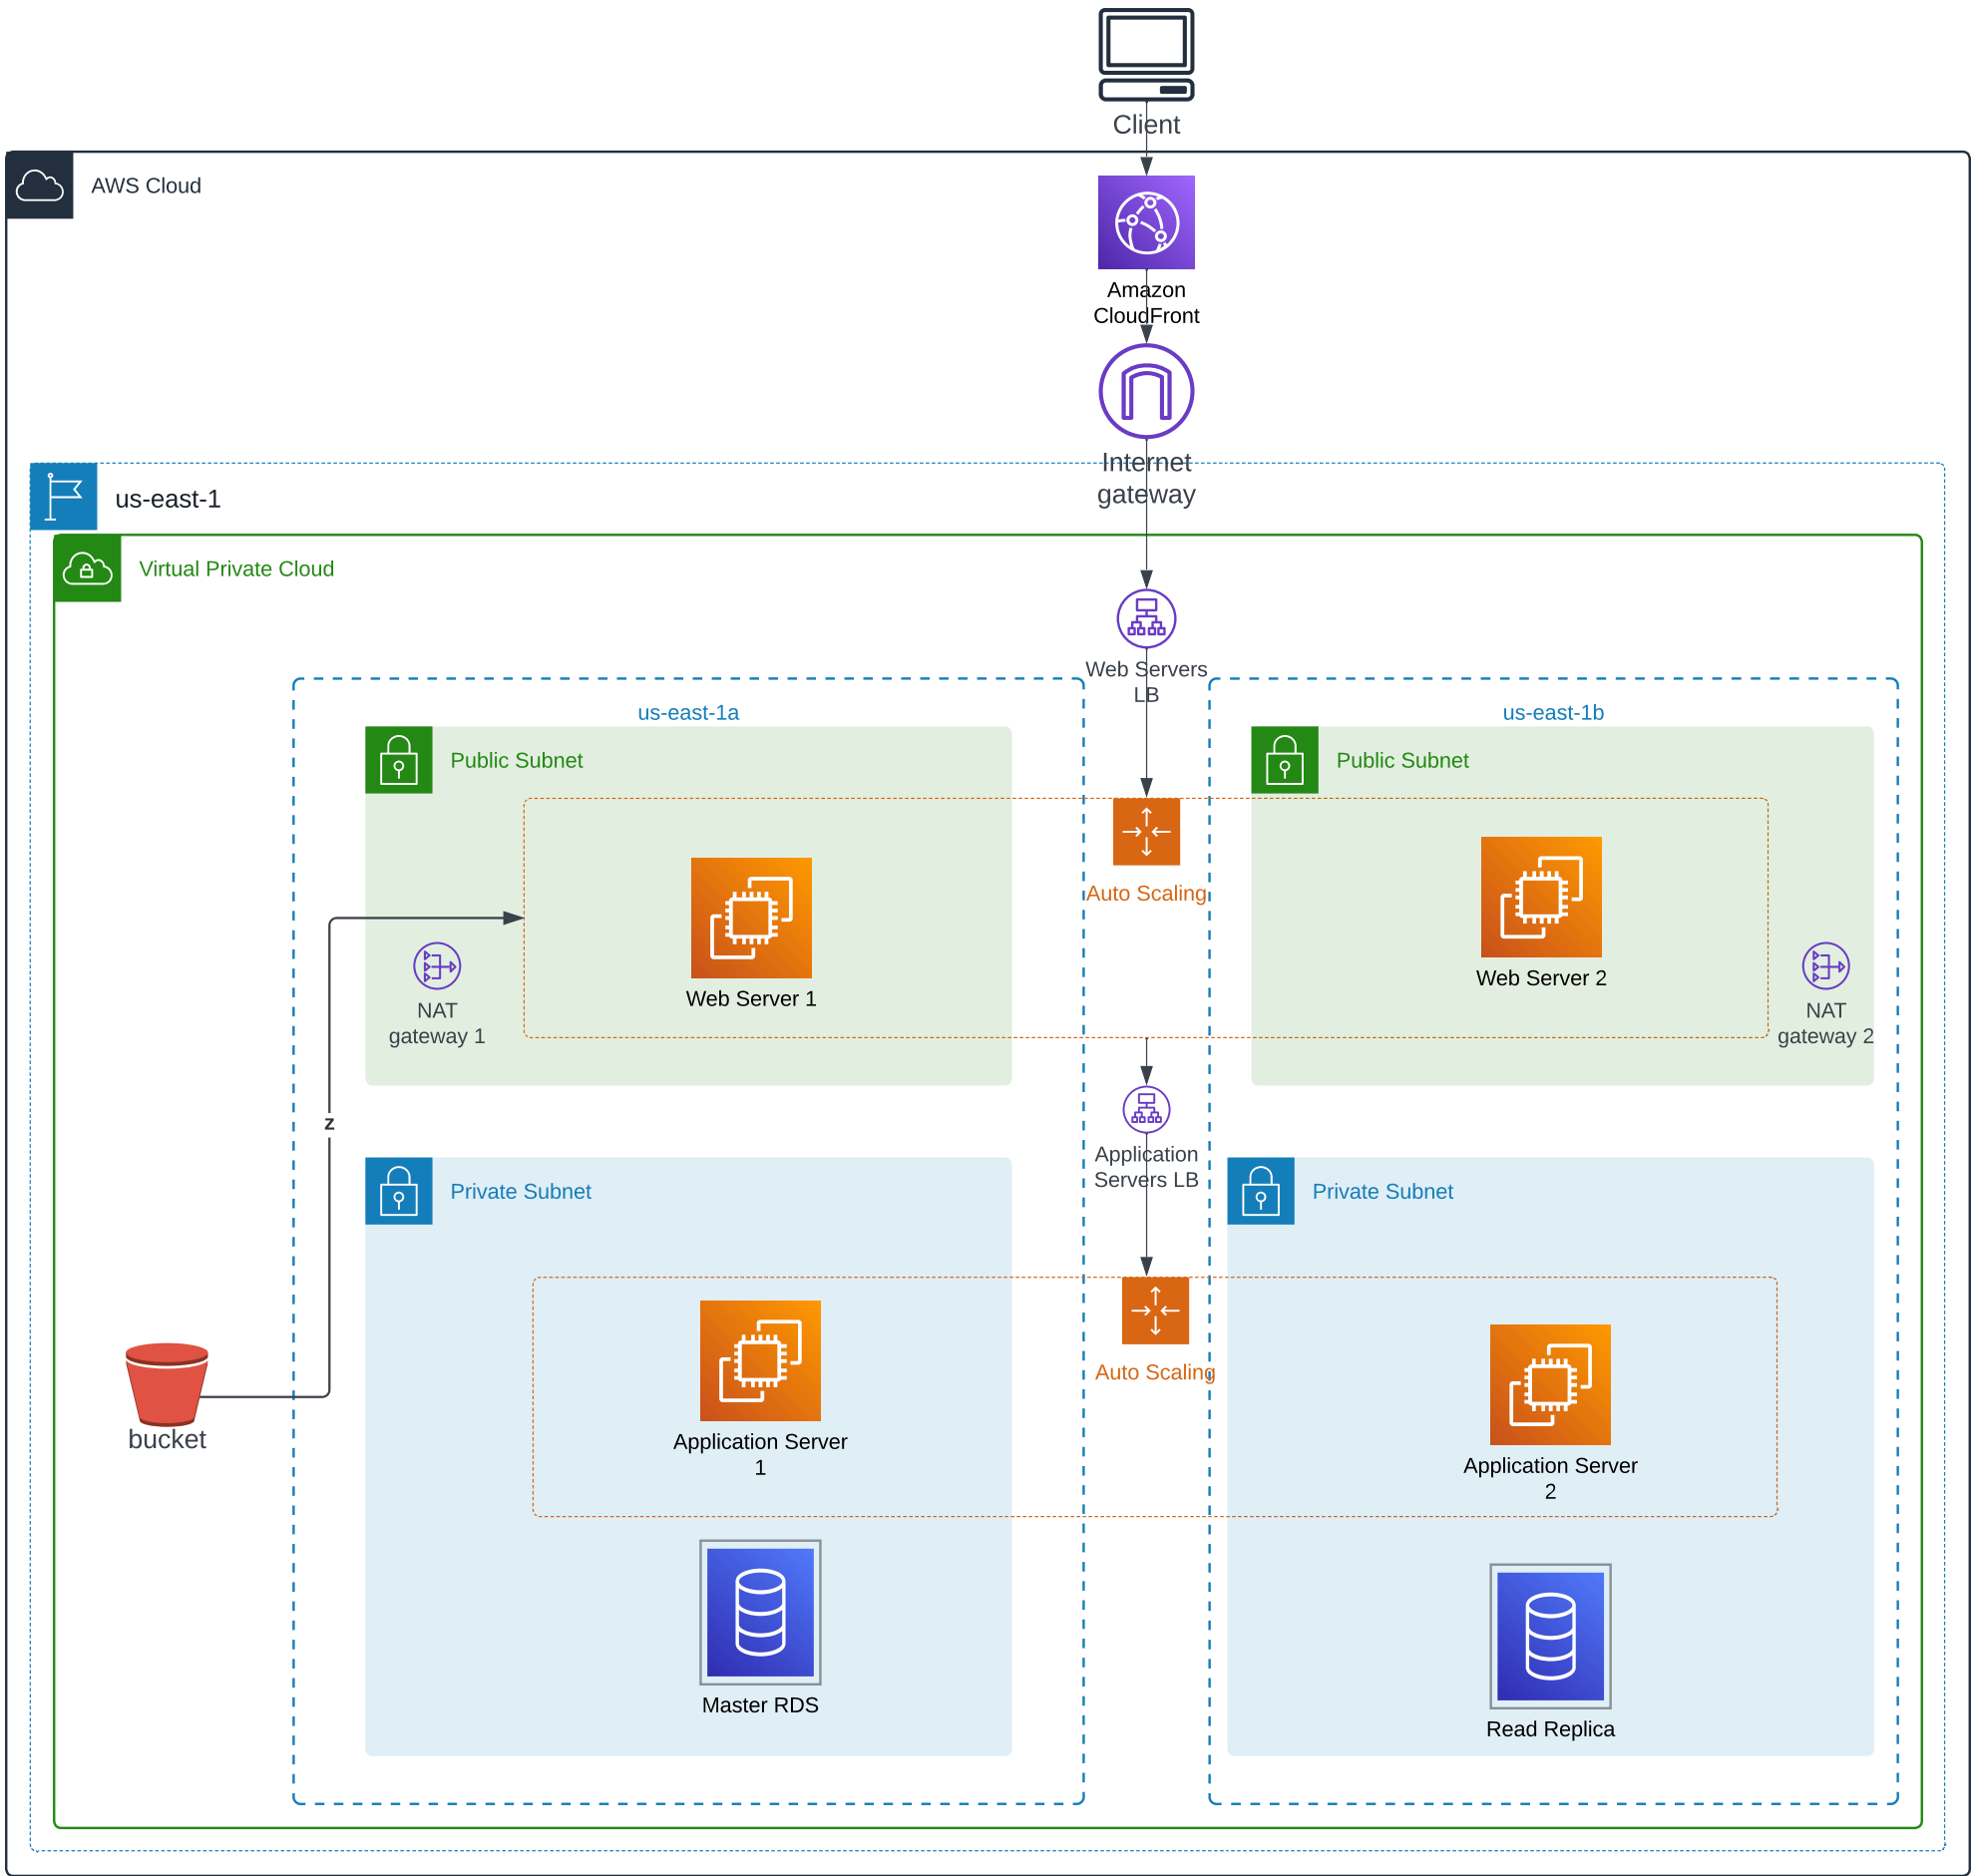 Client
AWS Cloud
Amazon
CloudFront
Internet
gateway
us-east-1
Virtual Private Cloud
Web Servers
LB
us-east-1a
us-east-1b
Public Subnet
Public Subnet
Auto Scaling
Web Server 1
Web Server 2
NAT
gateway 1
NAT
gateway 2
z
Application
Servers LB
Private Subnet
Private Subnet
Auto Scaling
bucket
Application Server
1
Application Server
2
Master RDS
Read Replica